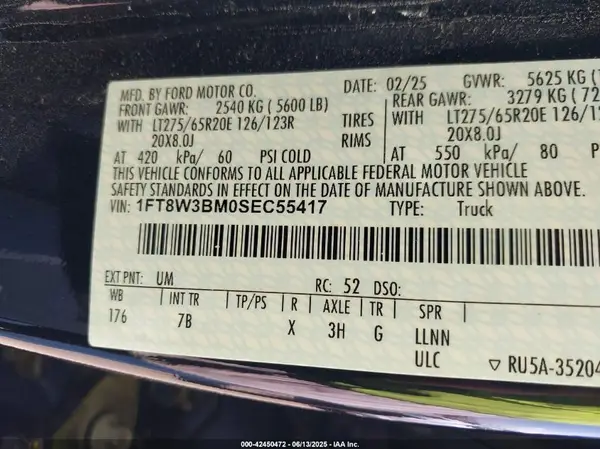 MFD. BY FORD MOTOR CO.
DATE: 02/25 GVWR: 5625 KG
FRONT GAWR: 2540 KG ( 5600 LB)
REAR GAWR: 3279 KG
WITH LT275/65R20E 126/123R TIRES WITH LT275/65R20E 126/
20X8.0J RIMS 20X8.0J
AT 420 kPa/ 60 PSI COLD AT 550 kPa/ 80
THIS VEHICLE CONFORMS TO ALL APPLICABLE FEDERAL MOTOR VEHICLE
SAFETY STANDARDS IN EFFECT ON THE DATE OF MANUFACTURE SHOWN ABOVE.
VIN: 1FT8W3BM0SEC55417 TYPE: Truck
EXT PNT: UM RC: 52 DSO:
WB INT TR TP/PS R AXLE TR SPR
176 7B X 3H G LLNN
ULC ▽ RU5A-35204
000-42450472 | 06/13/2025 - IAA Inc.